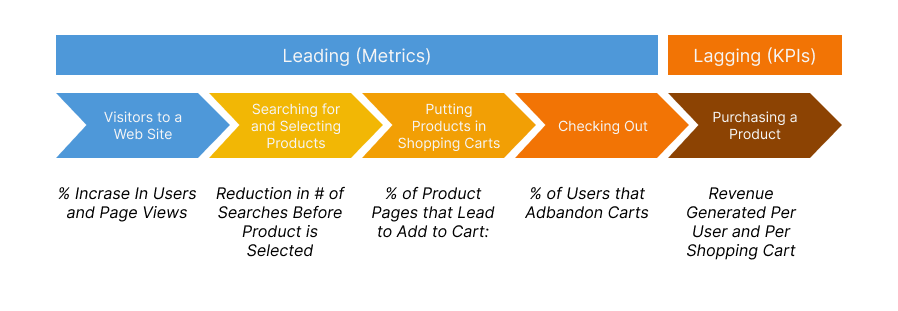 Leading (Metrics)
Lagging (KPIs)
Visitors to a
Web Site
Searching for
and Selecting
Products
Putting
Products in
Shopping Carts
Checking Out
Purchasing a
Product
% Incrase In Users
and Page Views
Reduction in # of
Searches Before
Product is
Selected
% of Product
Pages that Lead
to Add to Cart:
% of Users that
Adbandon Carts
Revenue
Generated Per
User and Per
Shopping Cart